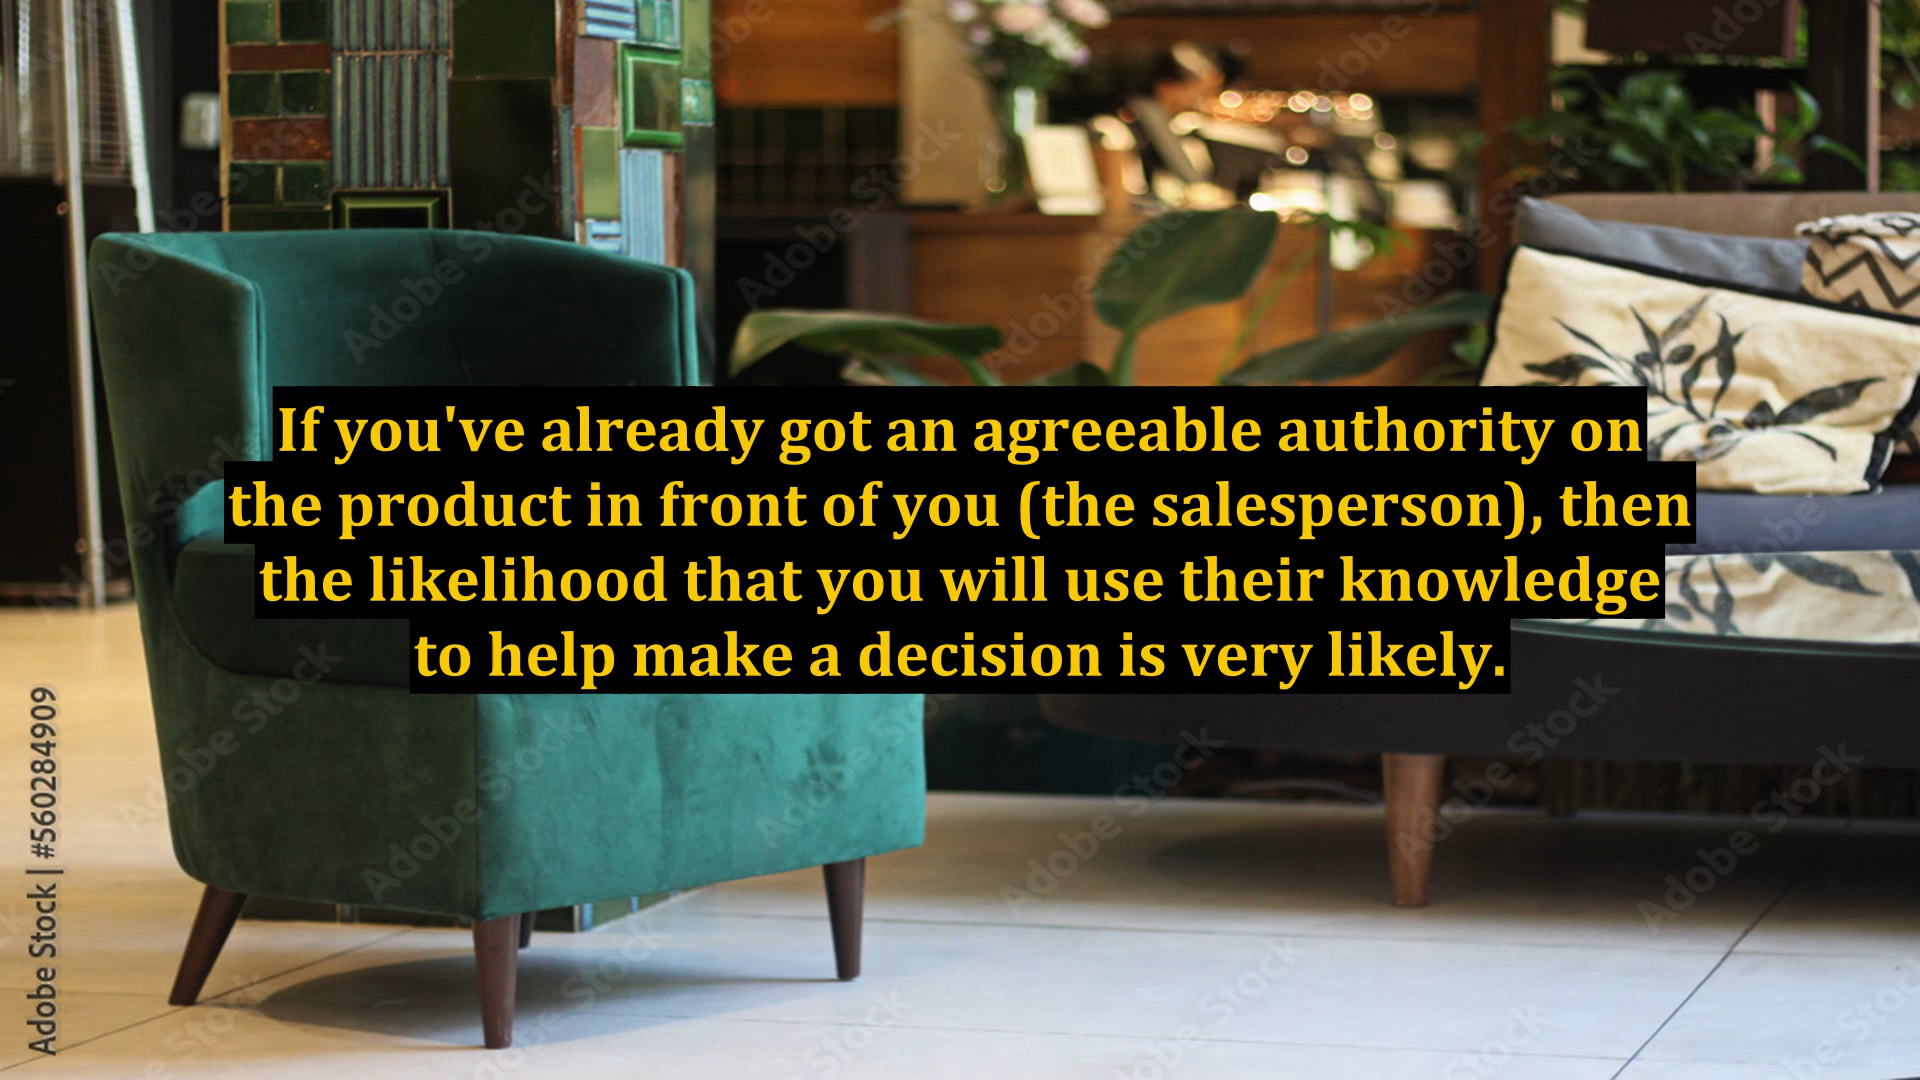 If you've already got an agreeable authority on
the product in front of you (the salesperson), then
the likelihood that you will use their knowledge
to help make a decision is very likely.
Adobe Stock | #560284909